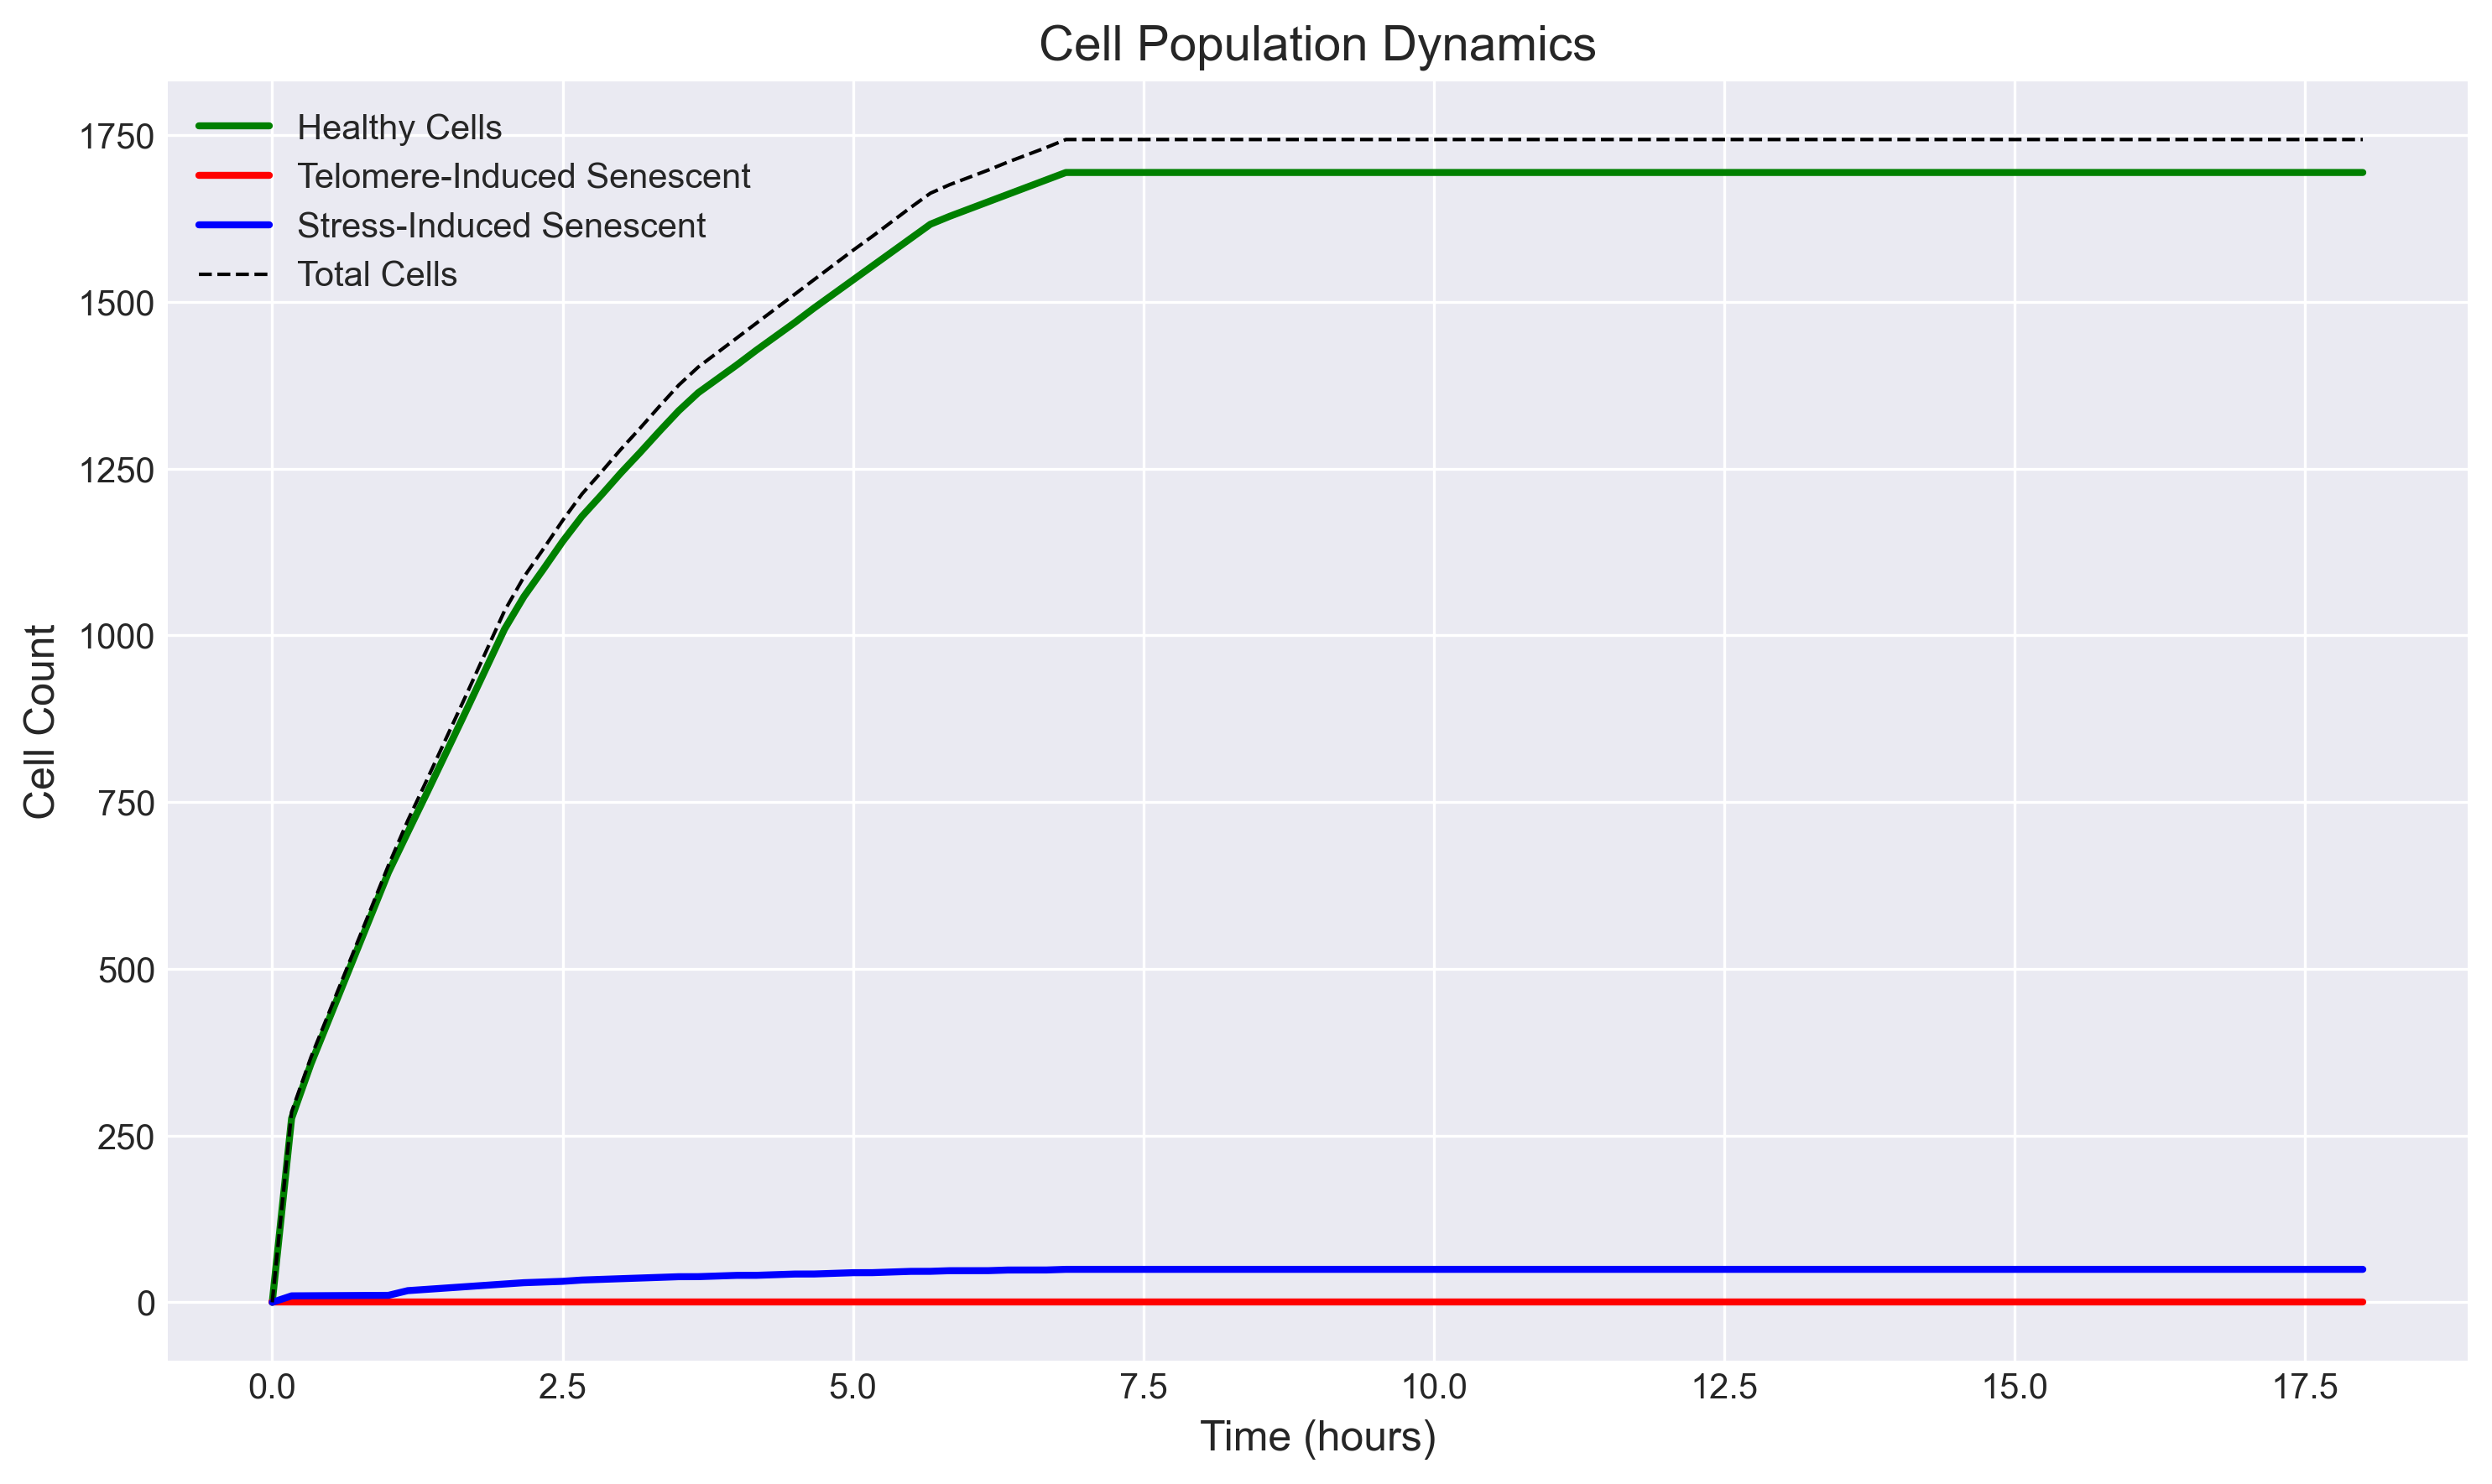 Cell Population Dynamics
Healthy Cells
Telomere-Induced Senescent
Stress-Induced Senescent
Total Cells
Cell Count
1750
1500
1250
1000
750
500
250
0
0.0 2.5 5.0 7.5 10.0 12.5 15.0 17.5
Time (hours)